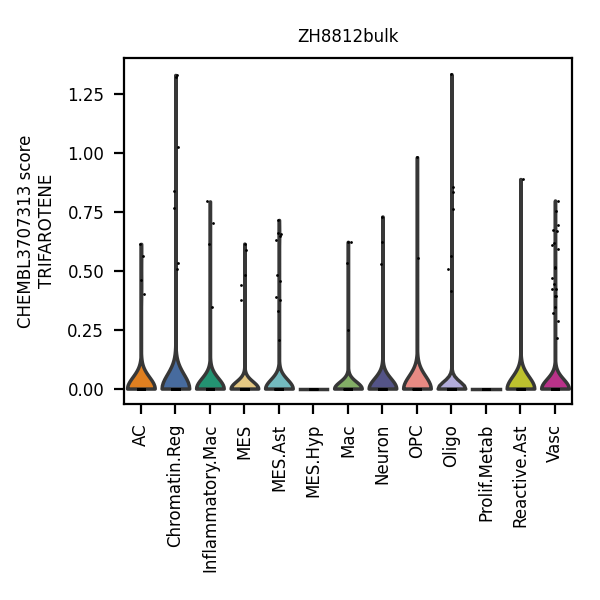 ZH8812bulk
CHEMBL3707313 score
TRIFAROTENE
1.25
1.00
0.75
0.50
0.25
0.00
AC
Chromatin.Reg
Inflammatory.Mac
MES
MES.Ast
MES.Hyp
Mac
Neuron
OPC
Oligo
Prolif.Metab
Reactive.Ast
Vasc